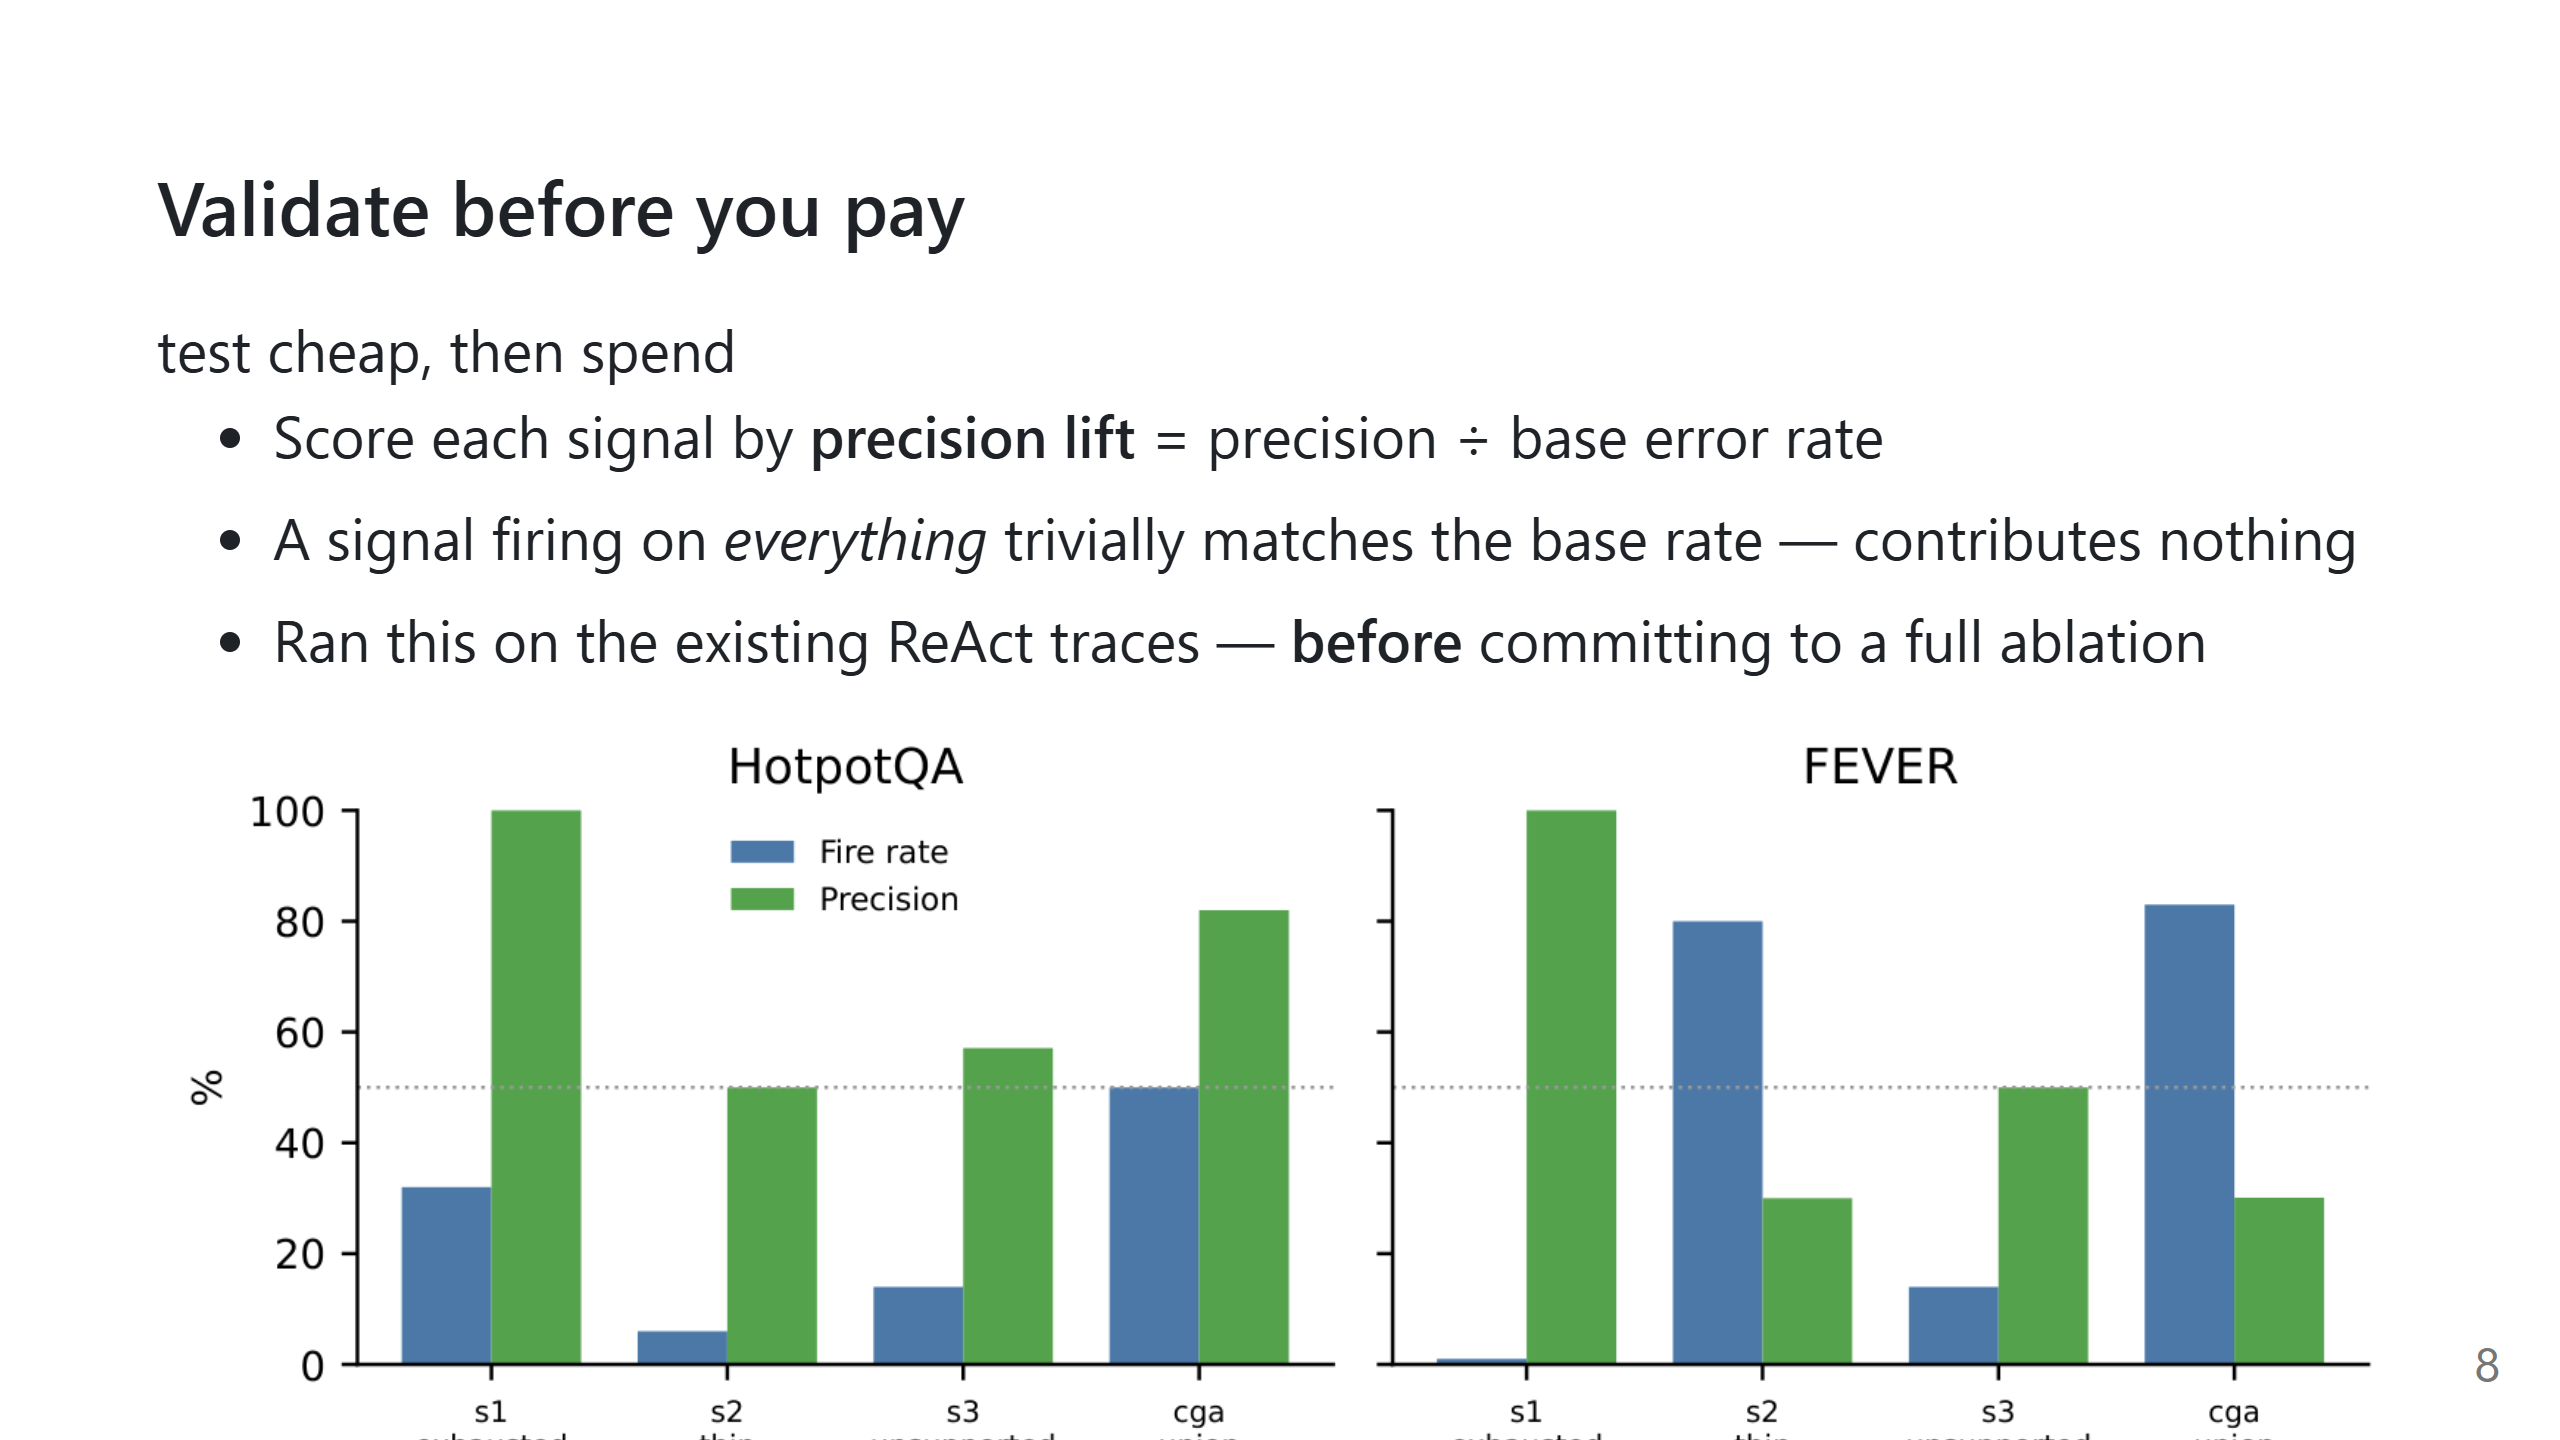 Validate before you pay
test cheap, then spend
• Score each signal by precision lift = precision ÷ base error rate
• A signal firing on everything trivially matches the base rate — contributes nothing
• Ran this on the existing ReAct traces — before committing to a full ablation
HotpotQA
FEVER
100
80
60
40
20
0
%
Fire rate
Precision
s1
s2
s3
cga
s1
s2
s3
cga
8